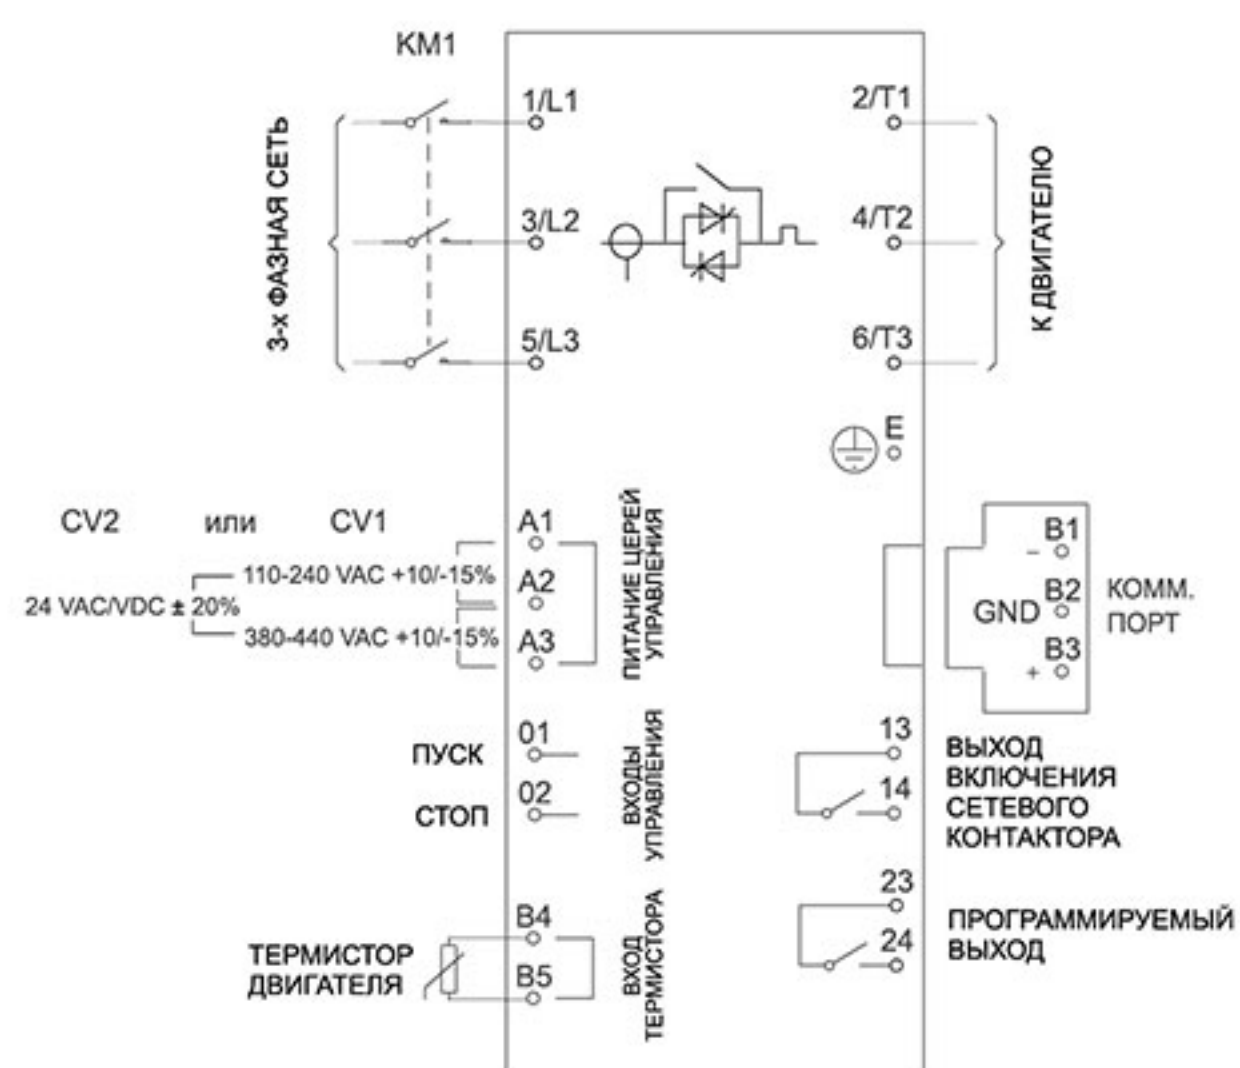 KM1
3-х ФАЗНАЯ СЕТЬ
1/L1
3/L2
5/L3
2/T1
4/T2
6/T3
К ДВИГАТЕЛЮ
E
CV2 или CV1
110-240 VAC +10/-15%
24 VAC/VDC ± 20%
380-440 VAC +10/-15%
A1
A2
A3
ПИТАНИЕ ЦЕРЕЙ
УПРАВЛЕНИЯ
B1
−
GND B2
B3
+
КОММ.
ПОРТ
ПУСК
01
СТОП
02
ВХОДЫ
УПРАВЛЕНИЯ
13
14
ВЫХОД
ВКЛЮЧЕНИЯ
СЕТЕВОГО
КОНТАКТОРА
ТЕРМИСТОР
ДВИГАТЕЛЯ
B4
B5
ВХОД
ТЕРМИСТОРА
23
24
ПРОГРАММИРУЕМЫЙ
ВЫХОД